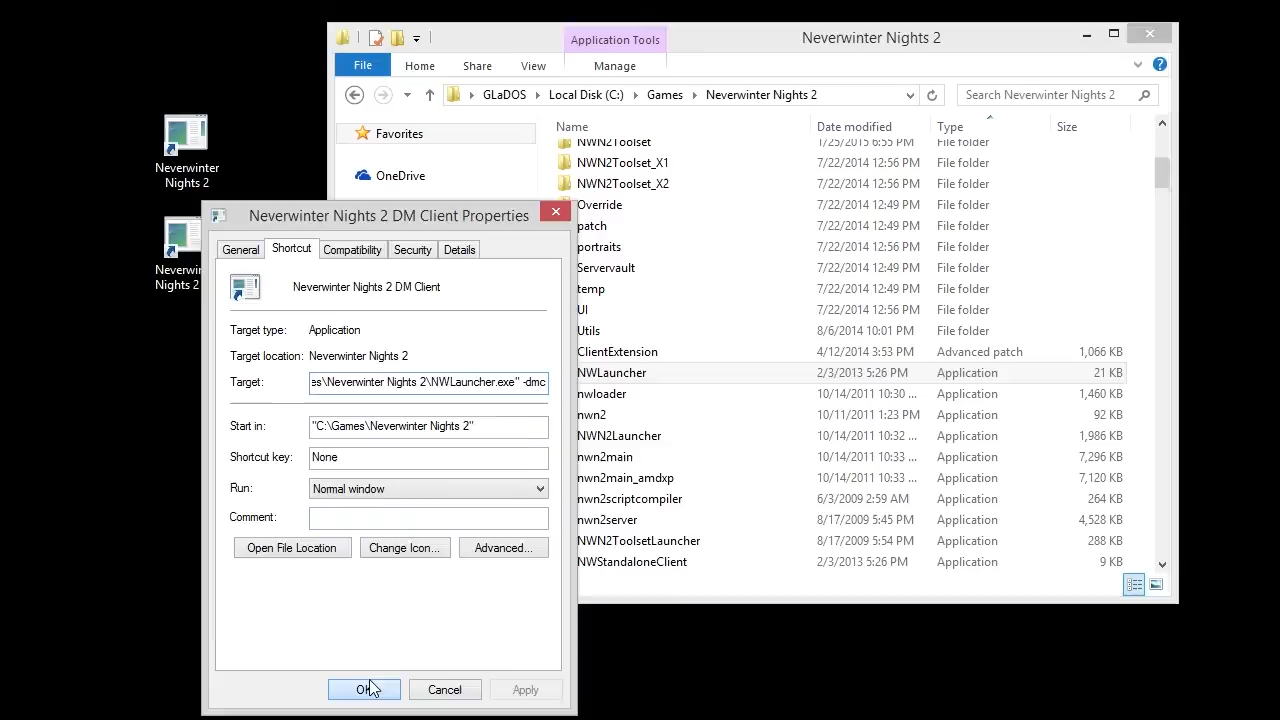 Application Tools
Neverwinter Nights 2
File
Home
Share
View
Manage
GLaDOS
Local Disk (C:)
Games
Neverwinter Nights 2
Search Neverwinter Nights 2
Favorites
OneDrive
Name
Date modified
Type
Size
NWN2Toolset 1/25/2015 6:55 PM File folder
NWN2Toolset_X1 7/22/2014 12:56 PM File folder
NWN2Toolset_X2 7/22/2014 12:56 PM File folder
Override 7/22/2014 12:49 PM File folder
patch 7/22/2014 12:49 PM File folder
portraits 7/22/2014 12:56 PM File folder
Servervault 7/22/2014 12:49 PM File folder
temp 7/22/2014 12:49 PM File folder
UI 7/22/2014 12:56 PM File folder
Utils 8/6/2014 10:01 PM File folder
ClientExtension 4/12/2014 3:53 PM Advanced patch 1,066 KB
NWLauncher 2/3/2013 5:26 PM Application 21 KB
nwloader 10/14/2011 10:30 ... Application 1,460 KB
nwn2 10/11/2011 1:23 PM Application 92 KB
NWN2Launcher 10/14/2011 10:32 ... Application 1,986 KB
nwn2main 10/14/2011 10:33 ... Application 7,296 KB
nwn2main_amdxp 10/14/2011 10:33 ... Application 7,120 KB
nwn2scriptcompiler 6/3/2009 2:59 AM Application 264 KB
nwn2server 8/17/2009 5:45 PM Application 4,528 KB
NWN2ToolsetLauncher 8/17/2009 5:54 PM Application 288 KB
NWStandaloneClient 2/3/2013 5:26 PM Application 9 KB
Neverwinter
Nights 2
Neverwi
Nights 2
Neverwinter Nights 2 DM Client Properties
General
Shortcut
Compatibility
Security
Details
Neverwinter Nights 2 DM Client
Target type: Application
Target location: Neverwinter Nights 2
Target: es\Neverwinter Nights 2\NWLauncher.exe" -dmc
Start in: "C:\Games\Neverwinter Nights 2"
Shortcut key: None
Run: Normal window
Comment:
Open File Location
Change Icon...
Advanced...
OK
Cancel
Apply